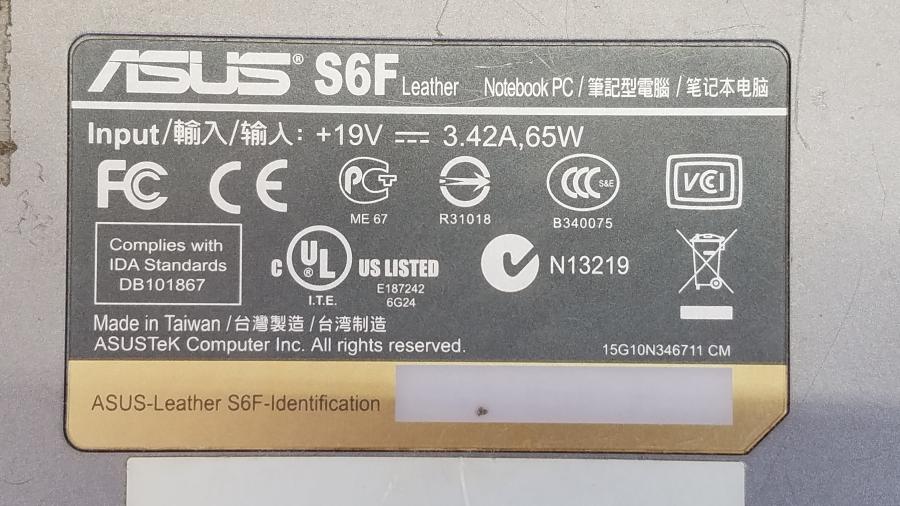 ASUS® S6F Leather Notebook PC / 筆記型電腦 / 笔记本电脑
Input/輸入/输入: +19V ⎓ 3.42A,65W
FC CE PCT ME 67 R31018 CCC S&E B340075 VCI
Complies with
IDA Standards
DB101867
C UL® US LISTED
I.T.E.
E187242
6G24
N13219
Made in Taiwan /台灣製造 /台湾制造
ASUSTeK Computer Inc. All rights reserved.
15G10N346711 CM
ASUS-Leather S6F-Identification